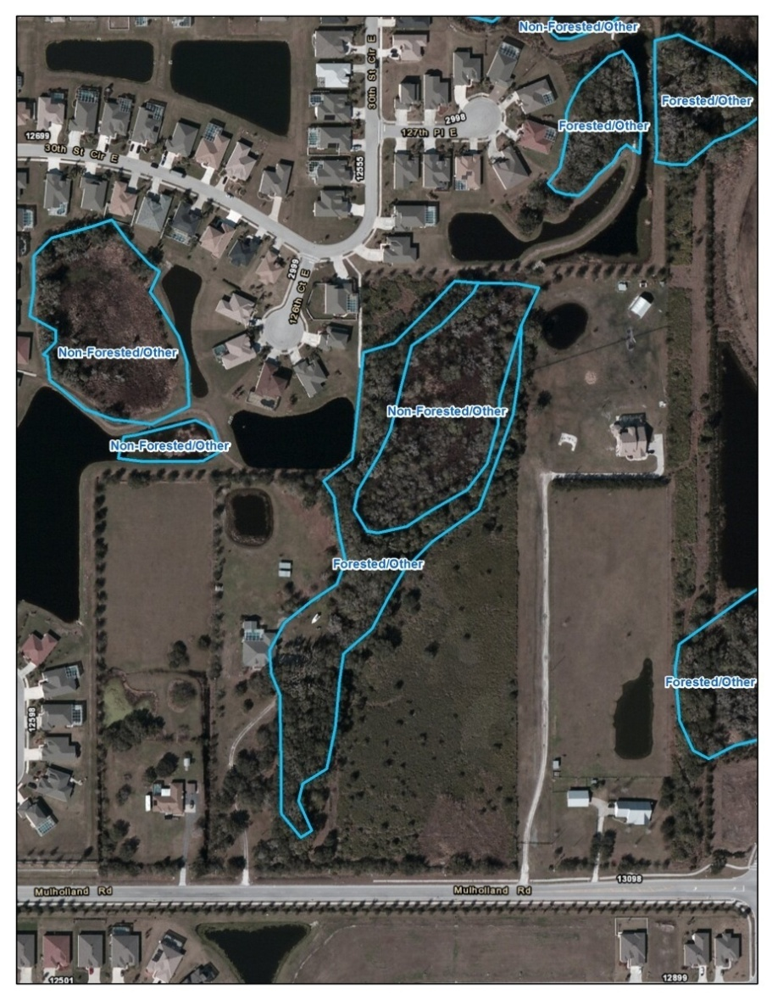 Non-Forested/Other
30th St Cir E
Forested/Other
2998
127th Pl E
Forested/Other
12699
30th St Cir E
12555
2999
126th Ct E
Non-Forested/Other
Non-Forested/Other
Non-Forested/Other
Forested/Other
Forested/Other
12598
13098
Mulholland Rd
Mulholland Rd
12501
12899